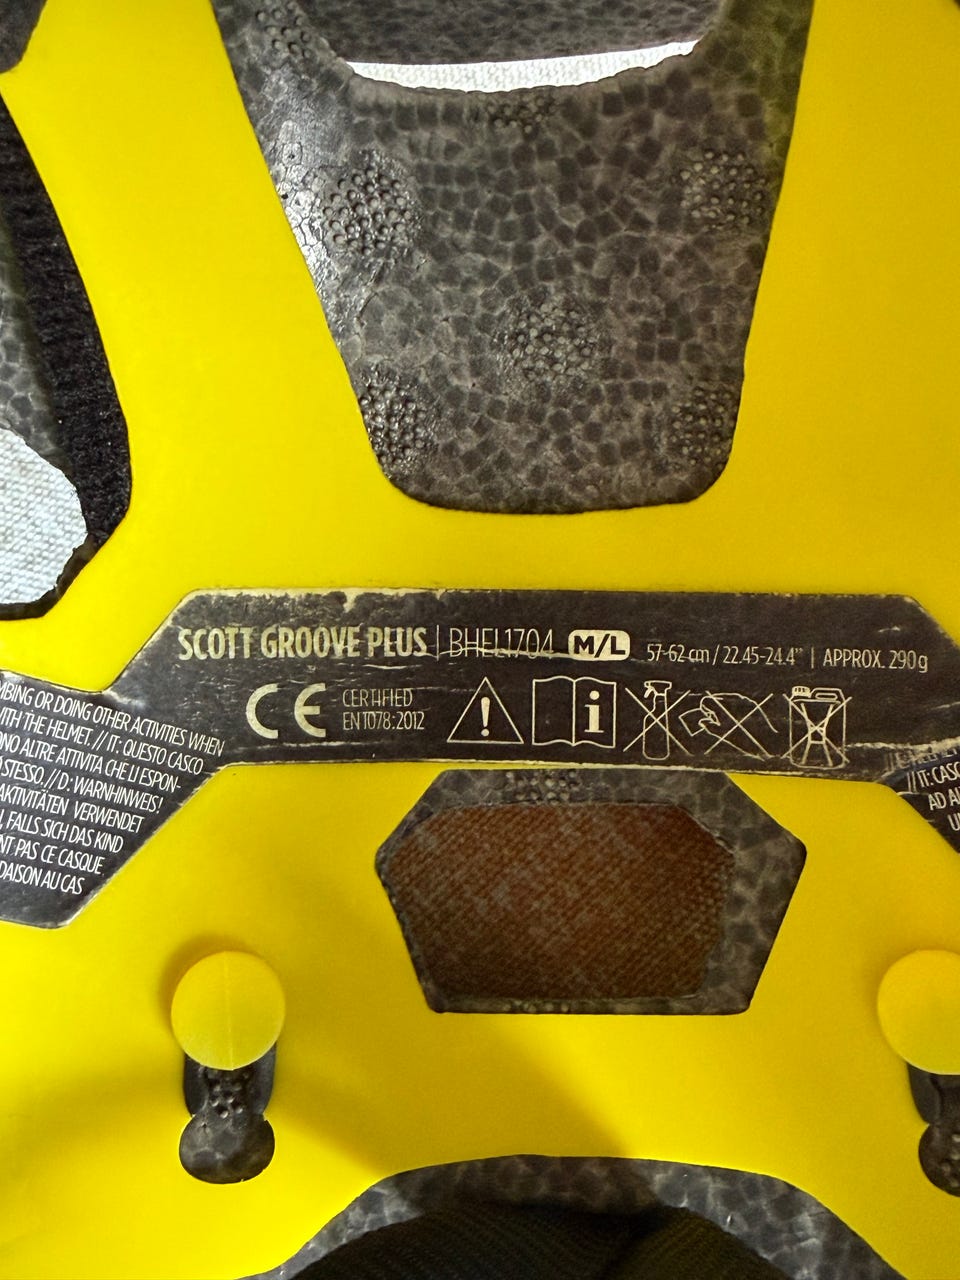 SCOTT GROOVE PLUS | BHEL1704 M/L 57-62 cm / 22.45-24.4” | APPROX. 290g
CE CERTIFIED
EN1078:2012
i
MBING OR DOING OTHER ACTIVITIES WHEN
ITH THE HELMET. // IT: QUESTO CASCO
ONO ALTRE ATTIVITA CHE LI ESPON-
STESSO. // D: WARNHINWEIS!
AKTIVITÄTEN VERWENDET
, FALLS SICH DAS KIND
NT PAS CE CASQUE
DAISON AU CAS
// IT: CASC
AD AL